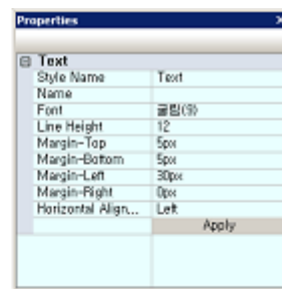 Properties
Text
Style Name Text
Name
Font 굴림(9)
Line Height 12
Margin-Top 5px
Margin-Bottom 5px
Margin-Left 30px
Margin-Right 0px
Horizontal Align... Left
Apply